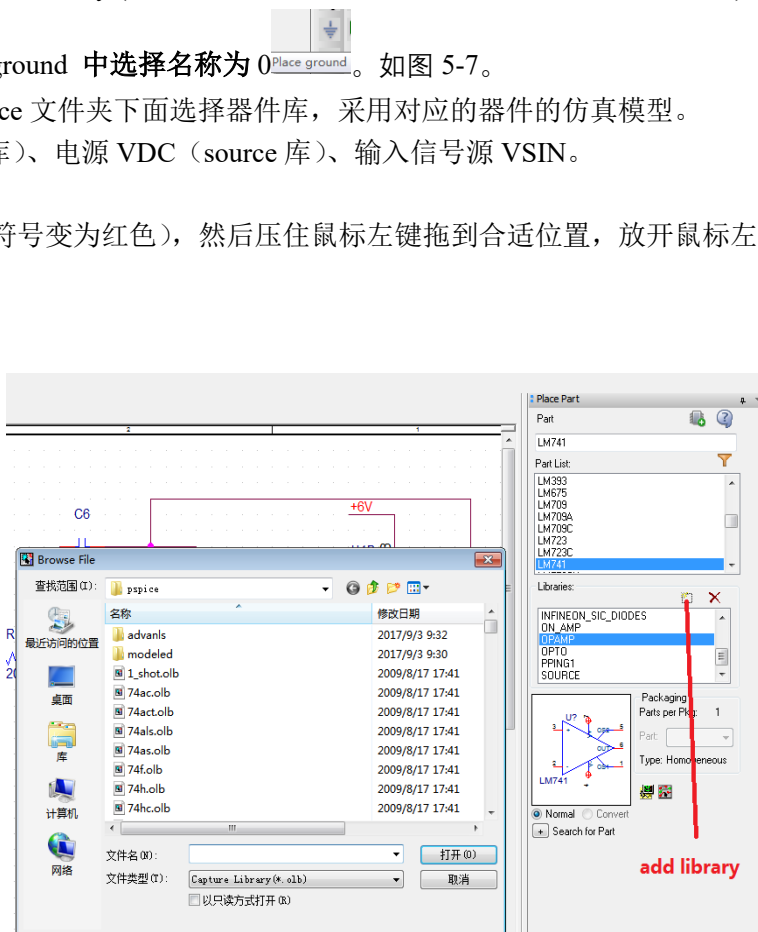 round 中选择名称为 0 Place ground 。如图 5-7。
ce 文件夹下面选择器件库，采用对应的器件的仿真模型。
库）、电源 VDC（source 库）、输入信号源 VSIN。
符号变为红色），然后压住鼠标左键拖到合适位置，放开鼠标左
2
1
C6
+6V
R
20
Browse File
查找范围(I):
pspice
最近访问的位置
桌面
库
计算机
网络
名称
修改日期
advanls
2017/9/3 9:32
modeled
2017/9/3 9:30
1_shot.olb
2009/8/17 17:41
74ac.olb
2009/8/17 17:41
74act.olb
2009/8/17 17:41
74als.olb
2009/8/17 17:41
74as.olb
2009/8/17 17:41
74f.olb
2009/8/17 17:41
74h.olb
2009/8/17 17:41
74hc.olb
2009/8/17 17:41
文件名(N):
打开(O)
文件类型(T):
Capture Library(*.olb)
取消
以只读方式打开(R)
Place Part
Part
LM741
Part List:
LM393
LM675
LM709
LM709A
LM709C
LM723
LM723C
LM741
Libraries:
INFINEON_SIC_DIODES
ON_AMP
OPAMP
OPTO
PPING1
SOURCE
U?
3
+
OS2
5
OUT
6
2
-
OS1
1
LM741
Packaging
Parts per Pkg: 1
Part:
Type: Homogeneous
Normal
Convert
+ Search for Part
add library